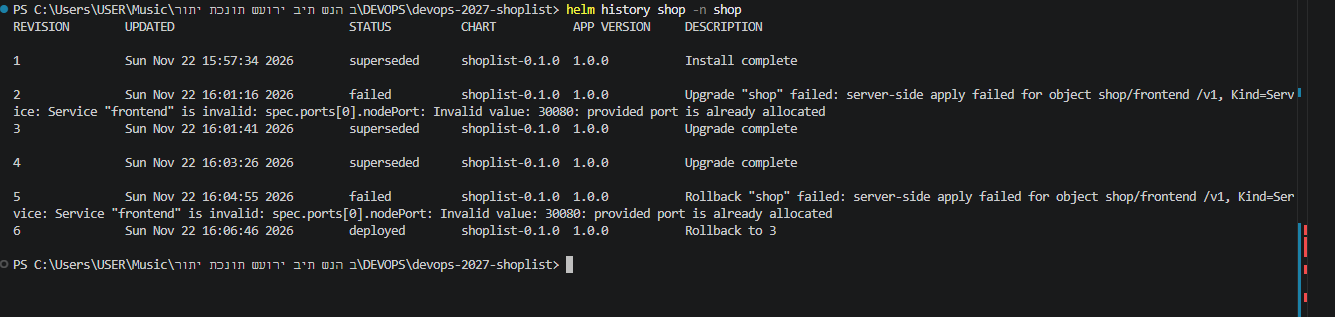 PS C:\Users\USER\Music\רותי תכנות שעורי בית שנה ב\DEVOPS\devops-2027-shoplist> helm history shop -n shop
REVISION UPDATED STATUS CHART APP VERSION DESCRIPTION
1 Sun Nov 22 15:57:34 2026 superseded shoplist-0.1.0 1.0.0 Install complete
2 Sun Nov 22 16:01:16 2026 failed shoplist-0.1.0 1.0.0 Upgrade "shop" failed: server-side apply failed for object shop/frontend /v1, Kind=Serv
ice: Service "frontend" is invalid: spec.ports[0].nodePort: Invalid value: 30080: provided port is already allocated
3 Sun Nov 22 16:01:41 2026 superseded shoplist-0.1.0 1.0.0 Upgrade complete
4 Sun Nov 22 16:03:26 2026 superseded shoplist-0.1.0 1.0.0 Upgrade complete
5 Sun Nov 22 16:04:55 2026 failed shoplist-0.1.0 1.0.0 Rollback "shop" failed: server-side apply failed for object shop/frontend /v1, Kind=Ser
vice: Service "frontend" is invalid: spec.ports[0].nodePort: Invalid value: 30080: provided port is already allocated
6 Sun Nov 22 16:06:46 2026 deployed shoplist-0.1.0 1.0.0 Rollback to 3
PS C:\Users\USER\Music\רותי תכנות שעורי בית שנה ב\DEVOPS\devops-2027-shoplist>